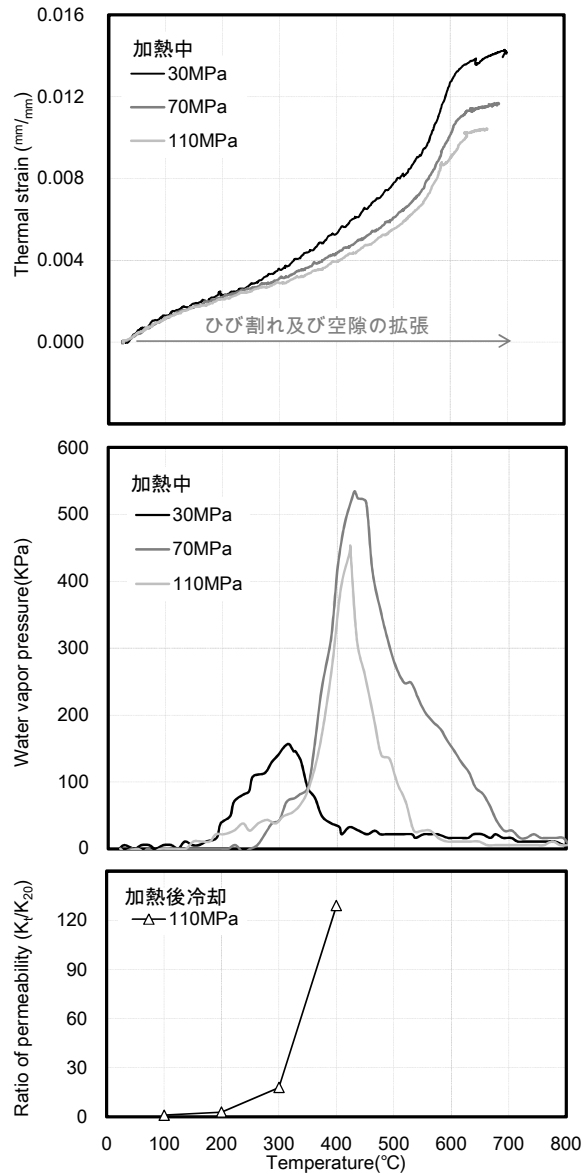 0.016
0.012
0.008
0.004
0.000
Thermal strain (mm/mm)
加熱中
30MPa
70MPa
110MPa
ひび割れ及び空隙の拡張
600
500
400
300
200
100
0
Water vapor pressure(KPa)
加熱中
30MPa
70MPa
110MPa
120
90
60
30
0
Ratio of permeability (Kt/K20)
加熱後冷却
110MPa
0 100 200 300 400 500 600 700 800
Temperature(℃)